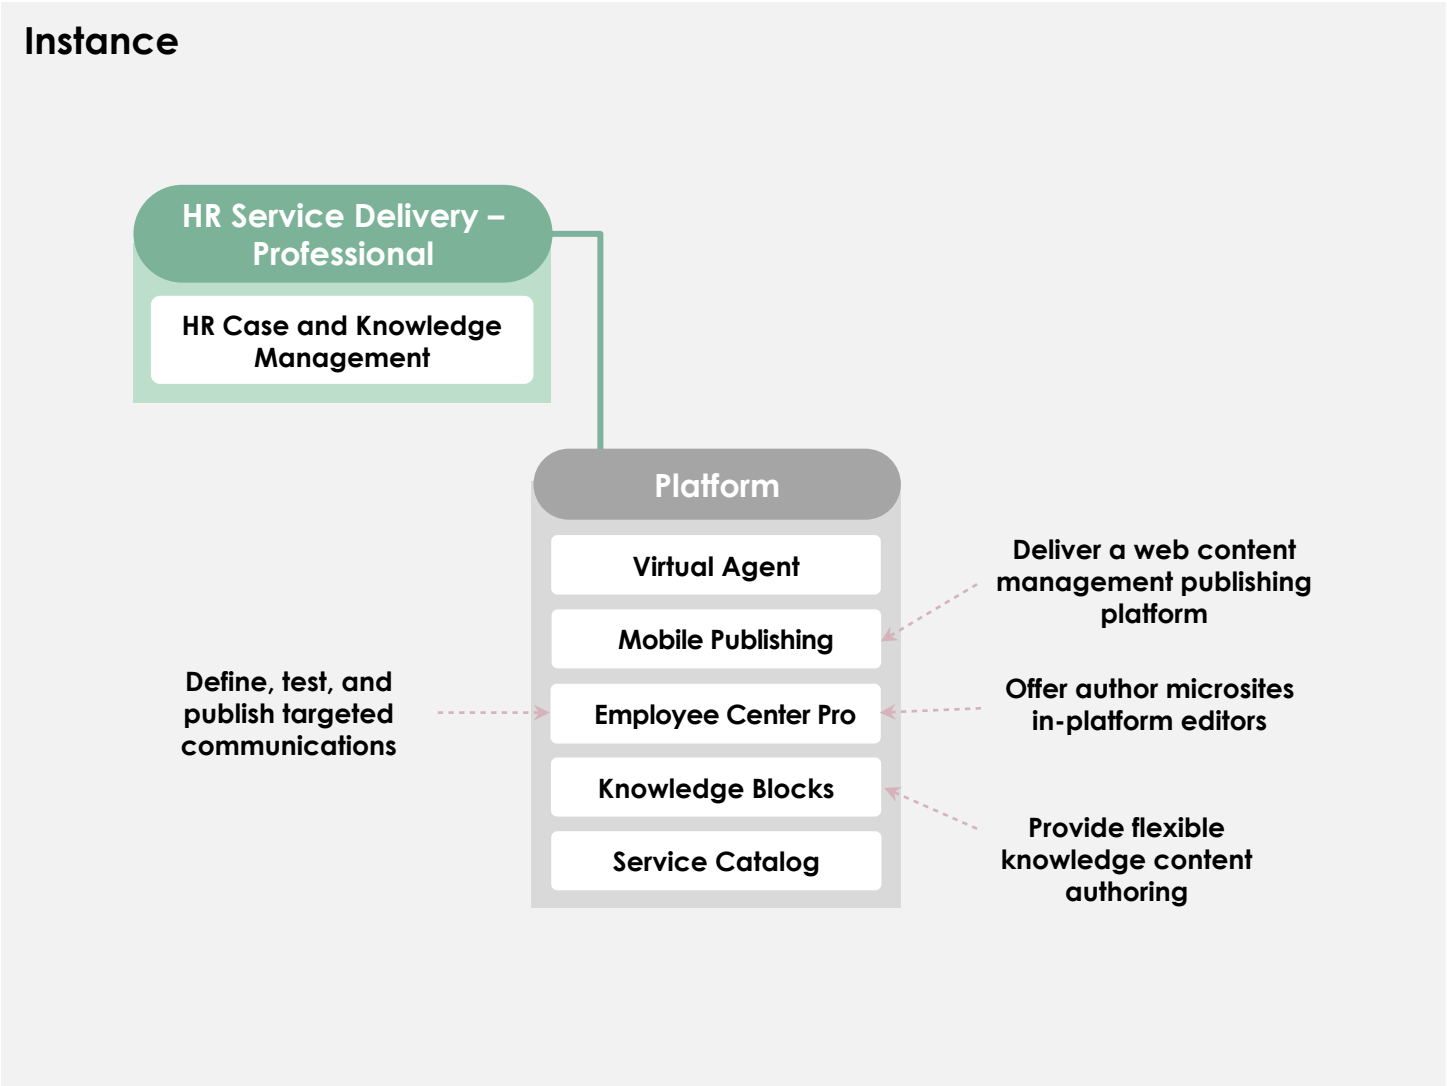 Instance
HR Service Delivery –
Professional
HR Case and Knowledge
Management
Platform
Virtual Agent
Mobile Publishing
Employee Center Pro
Knowledge Blocks
Service Catalog
Define, test, and
publish targeted
communications
Deliver a web content
management publishing
platform
Offer author microsites
in-platform editors
Provide flexible
knowledge content
authoring